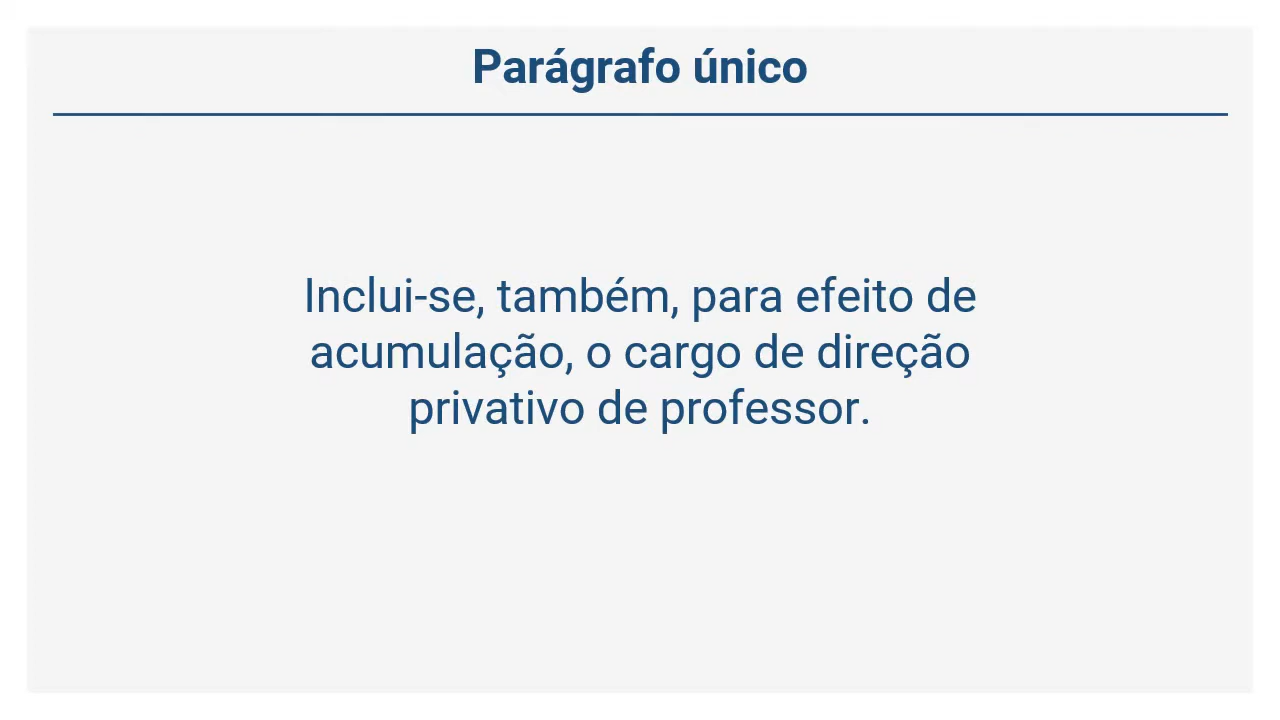 Parágrafo único
Inclui-se, também, para efeito de
acumulação, o cargo de direção
privativo de professor.